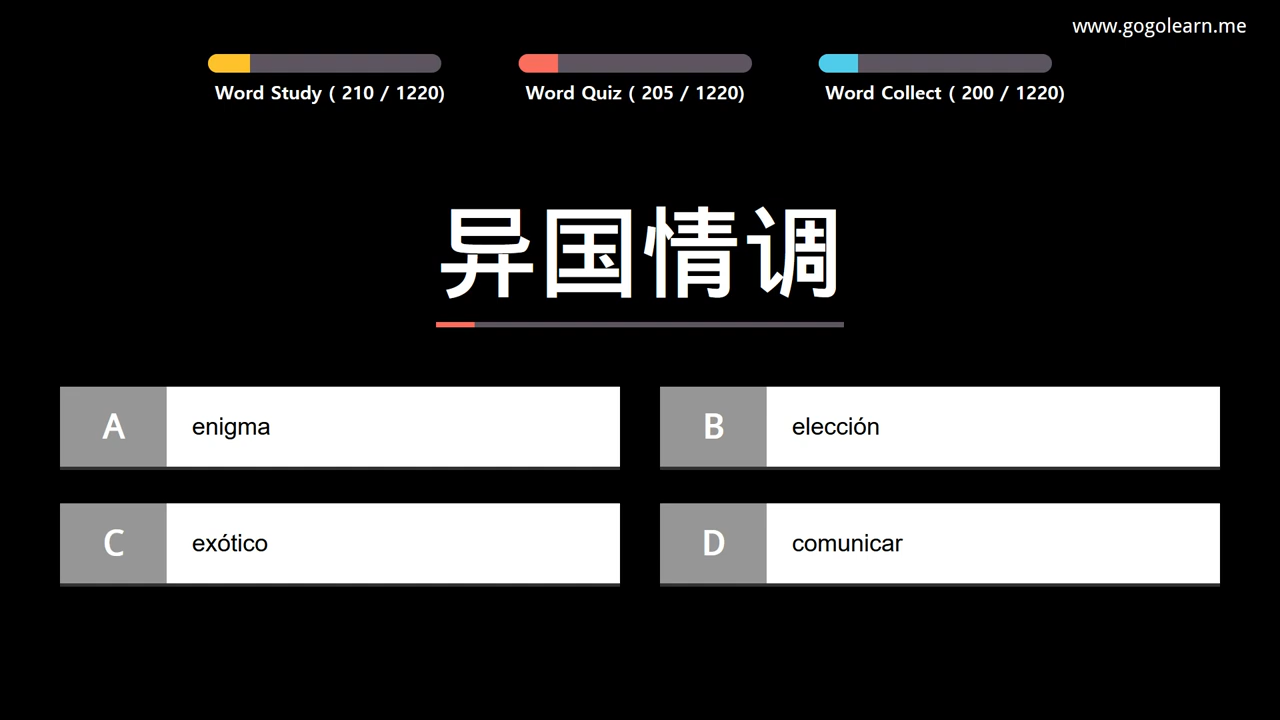 www.gogolearn.me
Word Study ( 210 / 1220)
Word Quiz ( 205 / 1220)
Word Collect ( 200 / 1220)
异国情调
A enigma
B elección
C exótico
D comunicar